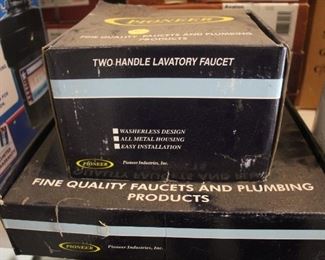 PIONEER
FINE QUALITY FAUCETS AND PLUMBING
PRODUCTS
TWO HANDLE LAVATORY FAUCET
WASHERLESS DESIGN
ALL METAL HOUSING
EASY INSTALLATION
PIONEER
Pioneer Industries, Inc.
FINE QUALITY FAUCETS AND PLUMBING
PRODUCTS
PIONEER
Pioneer Industries, Inc.